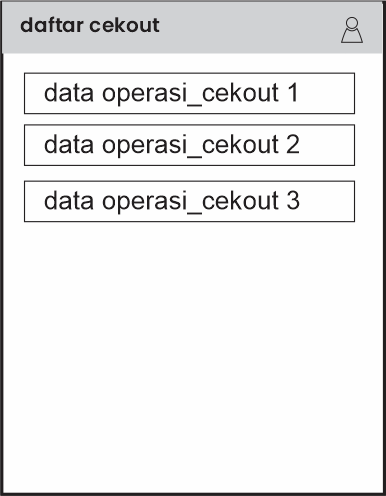 daftar cekout
data operasi_cekout 1
data operasi_cekout 2
data operasi_cekout 3